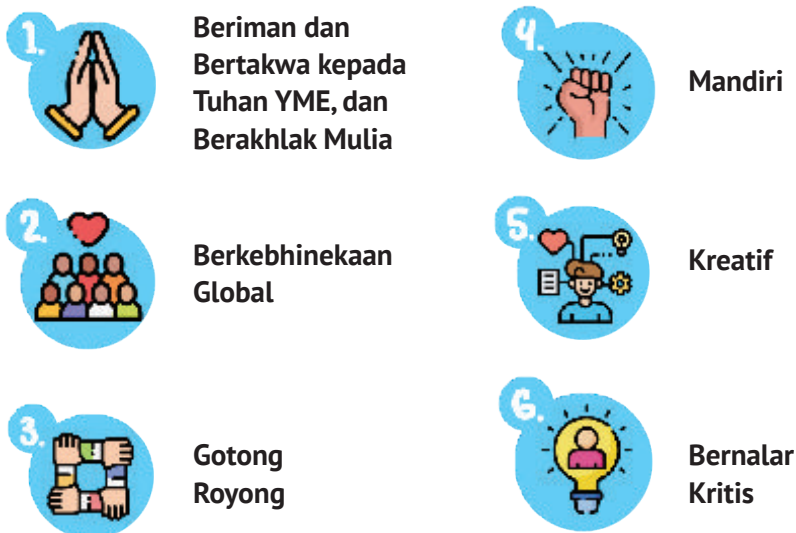 1.
Beriman dan
Bertakwa kepada
Tuhan YME, dan
Berakhlak Mulia
2.
Berkebhinekaan
Global
3.
Gotong
Royong
4.
Mandiri
5.
Kreatif
6.
Bernalar
Kritis